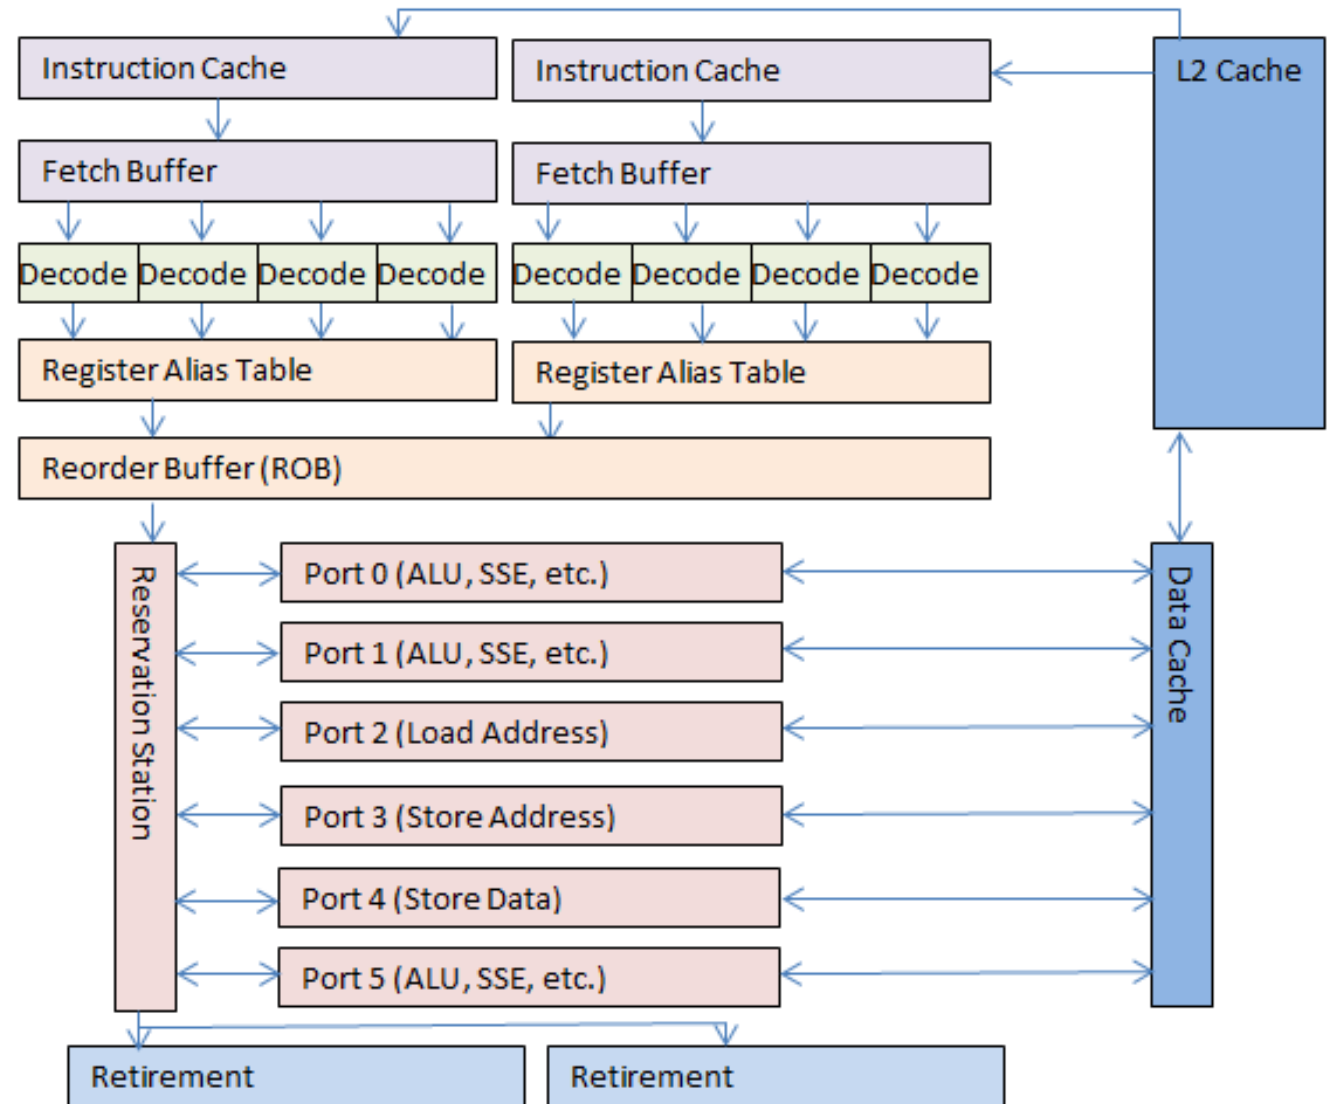 Instruction Cache
Instruction Cache
L2 Cache
Fetch Buffer
Fetch Buffer
Decode Decode Decode Decode
Decode Decode Decode Decode
Register Alias Table
Register Alias Table
Reorder Buffer (ROB)
Reservation Station
Port 0 (ALU, SSE, etc.)
Port 1 (ALU, SSE, etc.)
Port 2 (Load Address)
Port 3 (Store Address)
Port 4 (Store Data)
Port 5 (ALU, SSE, etc.)
Data Cache
Retirement
Retirement